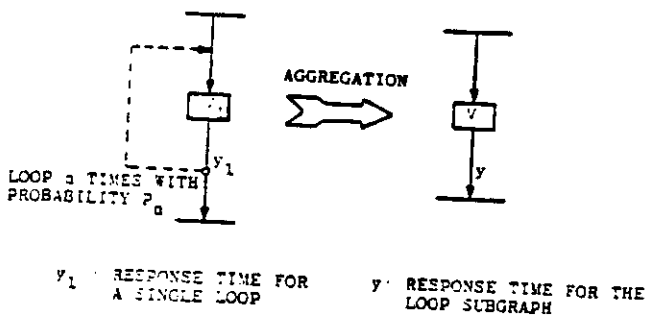 AGGREGATION
V
y₁
y
LOOP n TIMES WITH
PROBABILITY Pₙ
y₁ : RESPONSE TIME FOR
A SINGLE LOOP
y: RESPONSE TIME FOR THE
LOOP SUBGRAPH